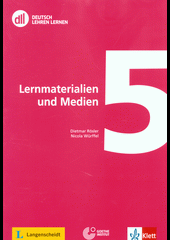 dll
DEUTSCH
LEHREN LERNEN
Lernmaterialien
und Medien
5
Dietmar Rösler
Nicola Würffel
Langenscheidt
GOETHE
INSTITUT
Klett